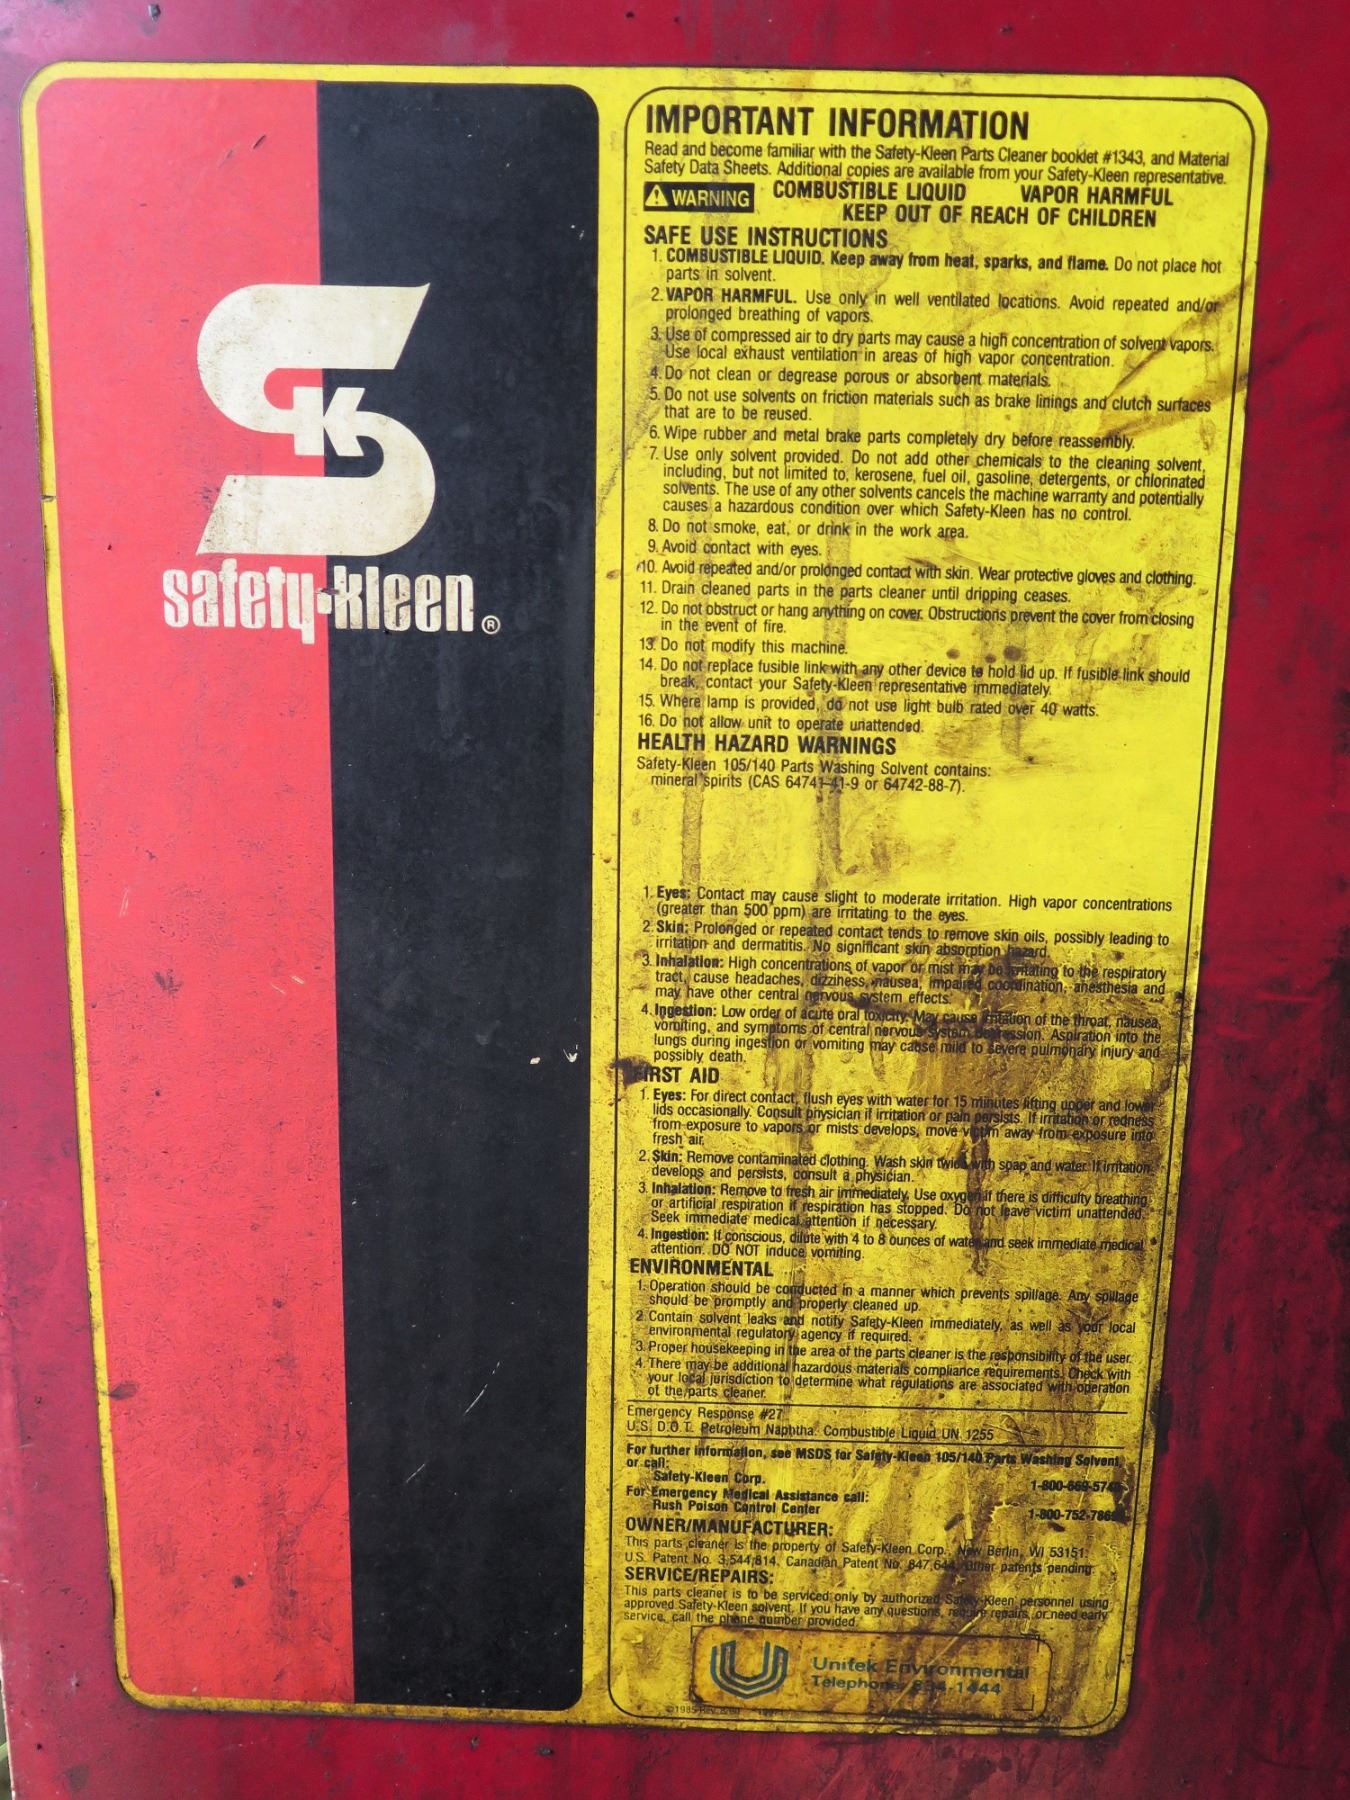 SK
safety-kleen®
IMPORTANT INFORMATION
Read and become familiar with the Safety-Kleen Parts Cleaner booklet #1343, and Material
Safety Data Sheets. Additional copies are available from your Safety-Kleen representative.
WARNING COMBUSTIBLE LIQUID VAPOR HARMFUL
KEEP OUT OF REACH OF CHILDREN
SAFE USE INSTRUCTIONS
1. COMBUSTIBLE LIQUID. Keep away from heat, sparks, and flame. Do not place hot
parts in solvent.
2. VAPOR HARMFUL. Use only in well ventilated locations. Avoid repeated and/or
prolonged breathing of vapors.
3. Use of compressed air to dry parts may cause a high concentration of solvent vapors.
Use local exhaust ventilation in areas of high vapor concentration.
4. Do not clean or degrease porous or absorbent materials.
5. Do not use solvents on friction materials such as brake linings and clutch surfaces
that are to be reused.
6. Wipe rubber and metal brake parts completely dry before reassembly.
7. Use only solvent provided. Do not add other chemicals to the cleaning solvent,
including, but not limited to, kerosene, fuel oil, gasoline, detergents, or chlorinated
solvents. The use of any other solvents cancels the machine warranty and potentially
causes a hazardous condition over which Safety-Kleen has no control.
8. Do not smoke, eat, or drink in the work area.
9. Avoid contact with eyes.
10. Avoid repeated and/or prolonged contact with skin. Wear protective gloves and clothing.
11. Drain cleaned parts in the parts cleaner until dripping ceases.
12. Do not obstruct or hang anything on cover. Obstructions prevent the cover from closing
in the event of fire.
13. Do not modify this machine.
14. Do not replace fusible link with any other device to hold lid up. If fusible link should
break, contact your Safety-Kleen representative immediately.
15. Where lamp is provided, do not use light bulb rated over 40 watts.
16. Do not allow unit to operate unattended.
HEALTH HAZARD WARNINGS
Safety-Kleen 105/140 Parts Washing Solvent contains:
mineral spirits (CAS 64741-41-9 or 64742-88-7).
1. Eyes: Contact may cause slight to moderate irritation. High vapor concentrations
(greater than 500 ppm) are irritating to the eyes.
2. Skin: Prolonged or repeated contact tends to remove skin oils, possibly leading to
irritation and dermatitis. No significant skin absorption hazard.
3. Inhalation: High concentrations of vapor or mist may be irritating to the respiratory
tract, cause headaches, dizziness, nausea, impaired coordination, anesthesia and
may have other central nervous system effects.
4. Ingestion: Low order of acute oral toxicity. May cause irritation of the throat, nausea,
vomiting, and symptoms of central nervous system depression. Aspiration into the
lungs during ingestion or vomiting may cause mild to severe pulmonary injury and
possibly death.
FIRST AID
1. Eyes: For direct contact, flush eyes with water for 15 minutes lifting upper and lower
lids occasionally. Consult physician if irritation or pain persists. If irritation or redness
from exposure to vapors or mists develops, move victim away from exposure into
fresh air.
2. Skin: Remove contaminated clothing. Wash skin twice with soap and water. If irritation
develops and persists, consult a physician.
3. Inhalation: Remove to fresh air immediately. Use oxygen if there is difficulty breathing
or artificial respiration if respiration has stopped. Do not leave victim unattended.
Seek immediate medical attention if necessary.
4. Ingestion: If conscious, dilute with 4 to 8 ounces of water and seek immediate medical
attention. DO NOT induce vomiting.
ENVIRONMENTAL
1. Operation should be conducted in a manner which prevents spillage. Any spillage
should be promptly and properly cleaned up.
2. Contain solvent leaks and notify Safety-Kleen immediately, as well as your local
environmental regulatory agency if required.
3. Proper housekeeping in the area of the parts cleaner is the responsibility of the user.
4. There may be additional hazardous materials compliance requirements. Check with
your local jurisdiction to determine what regulations are associated with operation
of the parts cleaner.
Emergency Response #27
U.S. D.O.T. Petroleum Naphtha. Combustible Liquid UN 1255
For further information, see MSDS for Safety-Kleen 105/140 Parts Washing Solvent,
or call:
Safety-Kleen Corp.
For Emergency Medical Assistance call:
Rush Poison Control Center
OWNER/MANUFACTURER:
This parts cleaner is the property of Safety-Kleen Corp., New Berlin, WI 53151.
U.S. Patent No. 3,544,814. Canadian Patent No. Other patents pending.
SERVICE/REPAIRS:
This parts cleaner is to be serviced only by authorized Safety-Kleen personnel using
approved Safety-Kleen solvent. If you have any questions, require repairs, or need early
service, call the phone number provided.
Unitek Environmental
Telephone
©1985